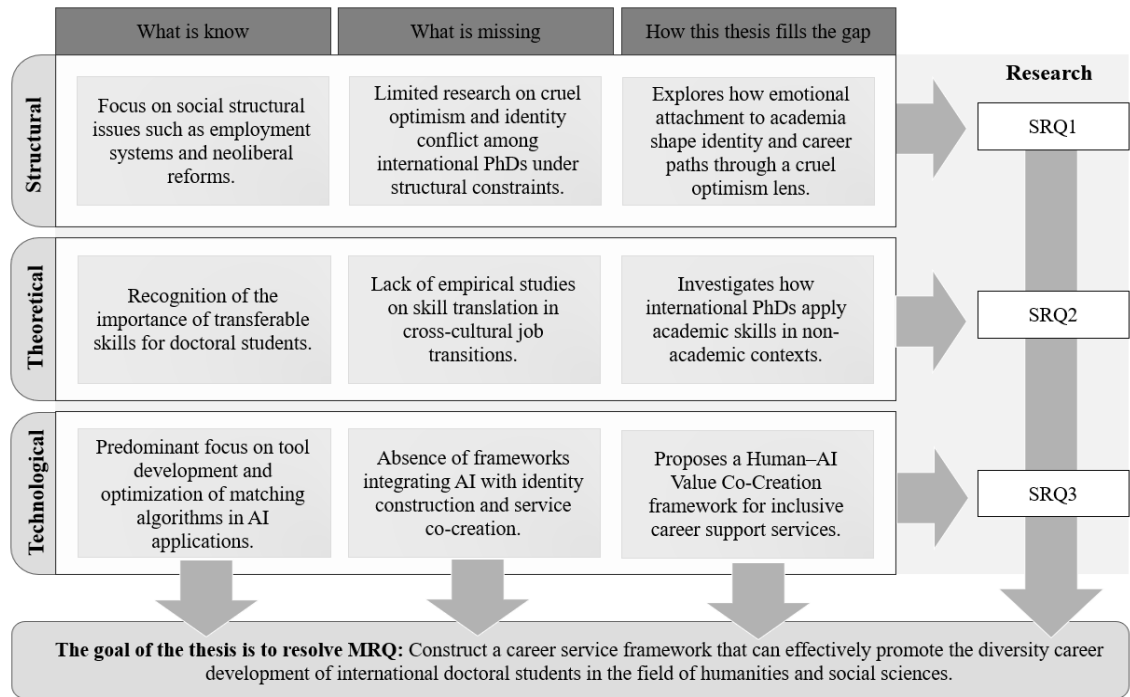 What is know
What is missing
How this thesis fills the gap
Structural
Focus on social structural
issues such as employment
systems and neoliberal
reforms.
Limited research on cruel
optimism and identity
conflict among
international PhDs under
structural constraints.
Explores how emotional
attachment to academia
shape identity and career
paths through a cruel
optimism lens.
Research
SRQ1
Theoretical
Recognition of the
importance of transferable
skills for doctoral students.
Lack of empirical studies
on skill translation in
cross-cultural job
transitions.
Investigates how
international PhDs apply
academic skills in non-
academic contexts.
SRQ2
Technological
Predominant focus on tool
development and
optimization of matching
algorithms in AI
applications.
Absence of frameworks
integrating AI with identity
construction and service
co-creation.
Proposes a Human–AI
Value Co-Creation
framework for inclusive
career support services.
SRQ3
The goal of the thesis is to resolve MRQ: Construct a career service framework that can effectively promote the diversity career
development of international doctoral students in the field of humanities and social sciences.